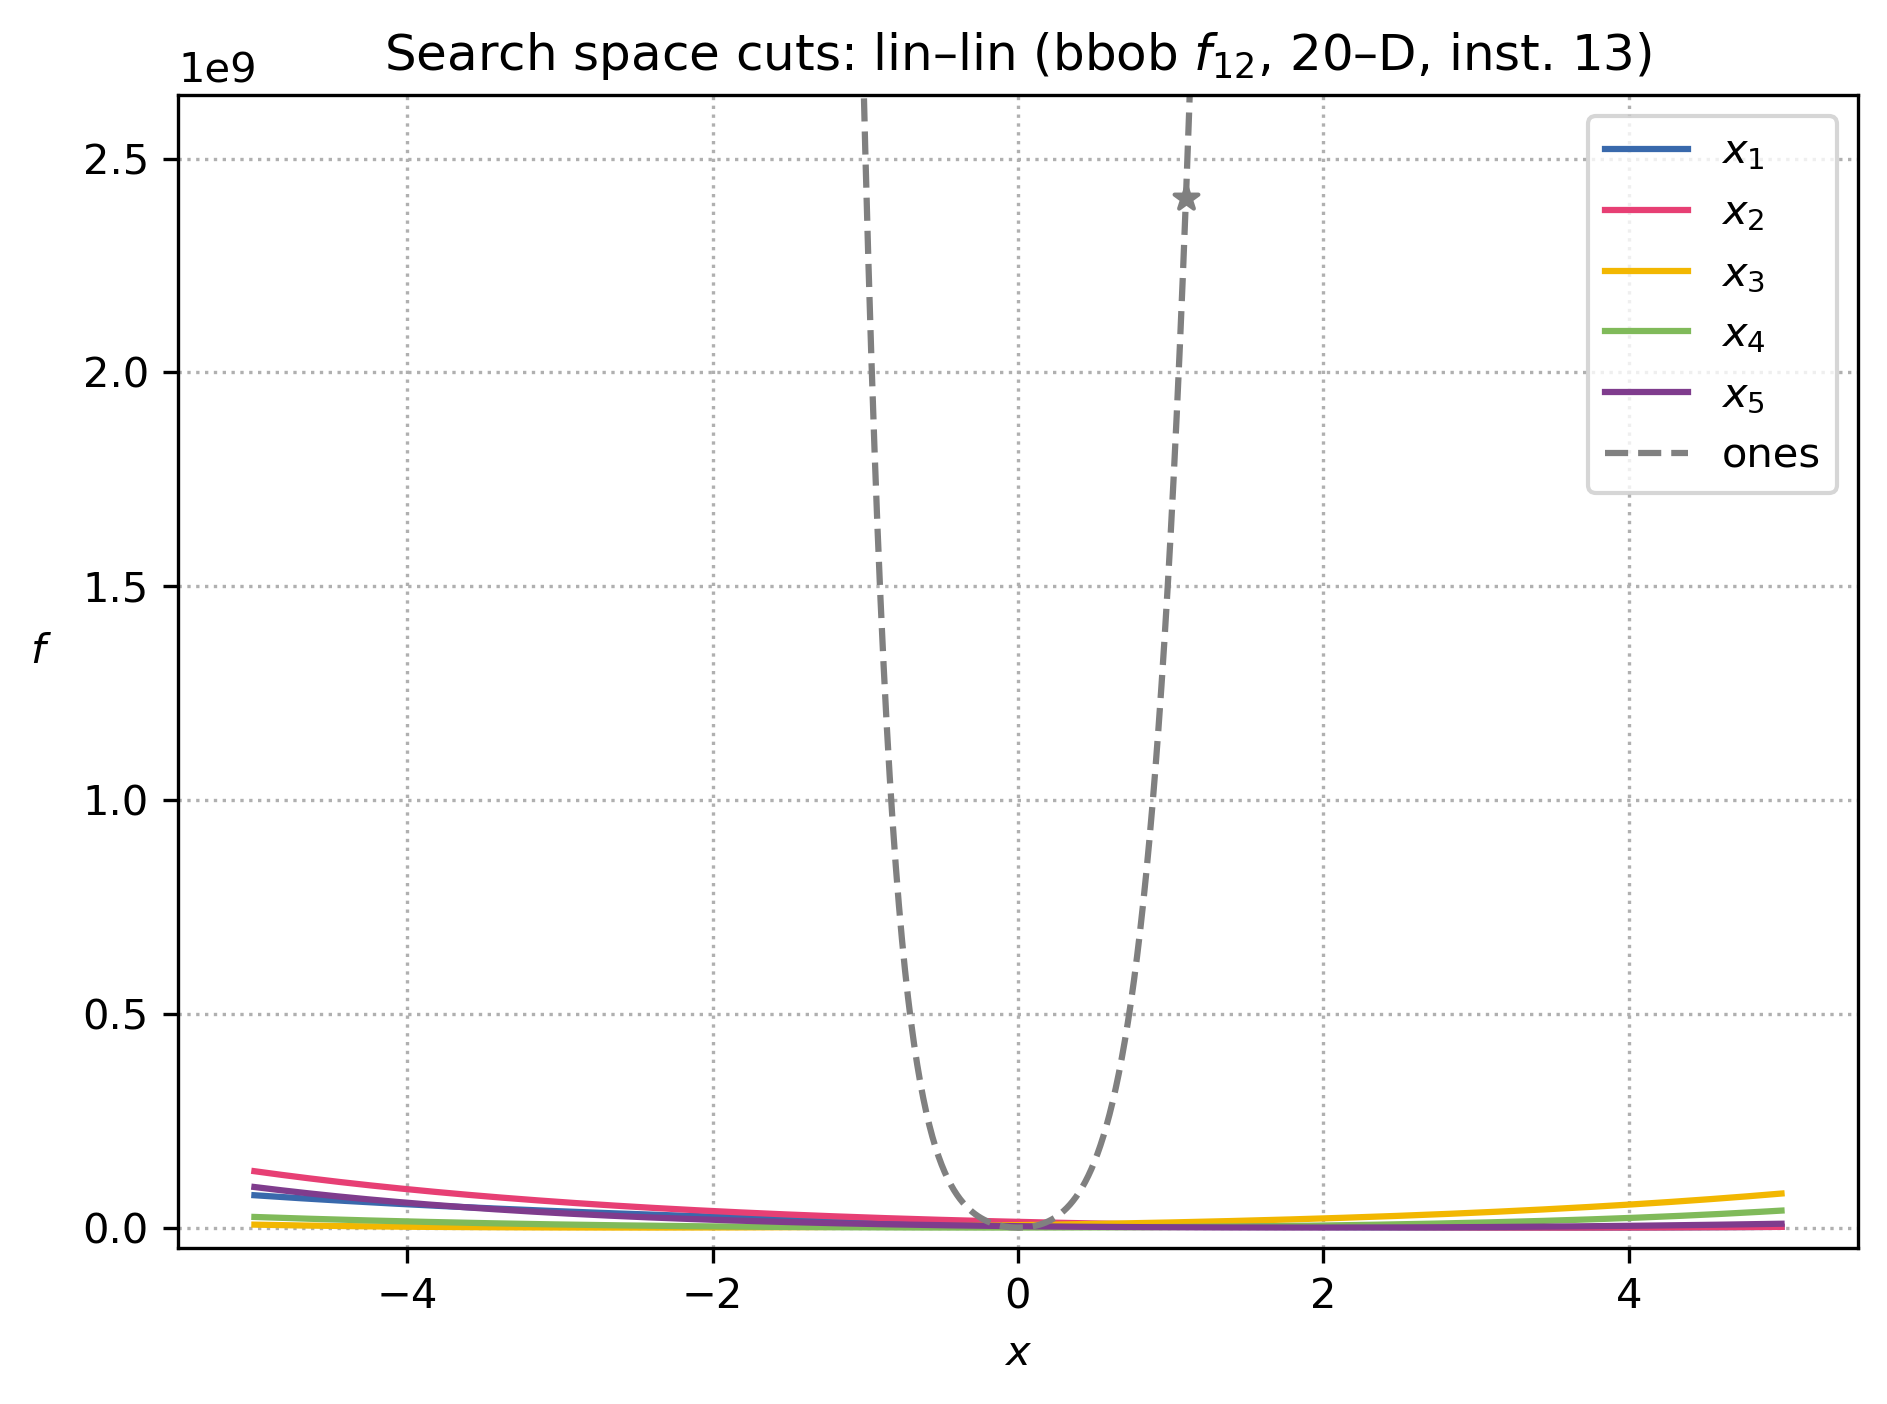 Search space cuts: lin–lin (bbob f12, 20–D, inst. 13)
1e9
2.5
2.0
1.5
1.0
0.5
0.0
f
−4
−2
0
2
4
x
x1
x2
x3
x4
x5
ones